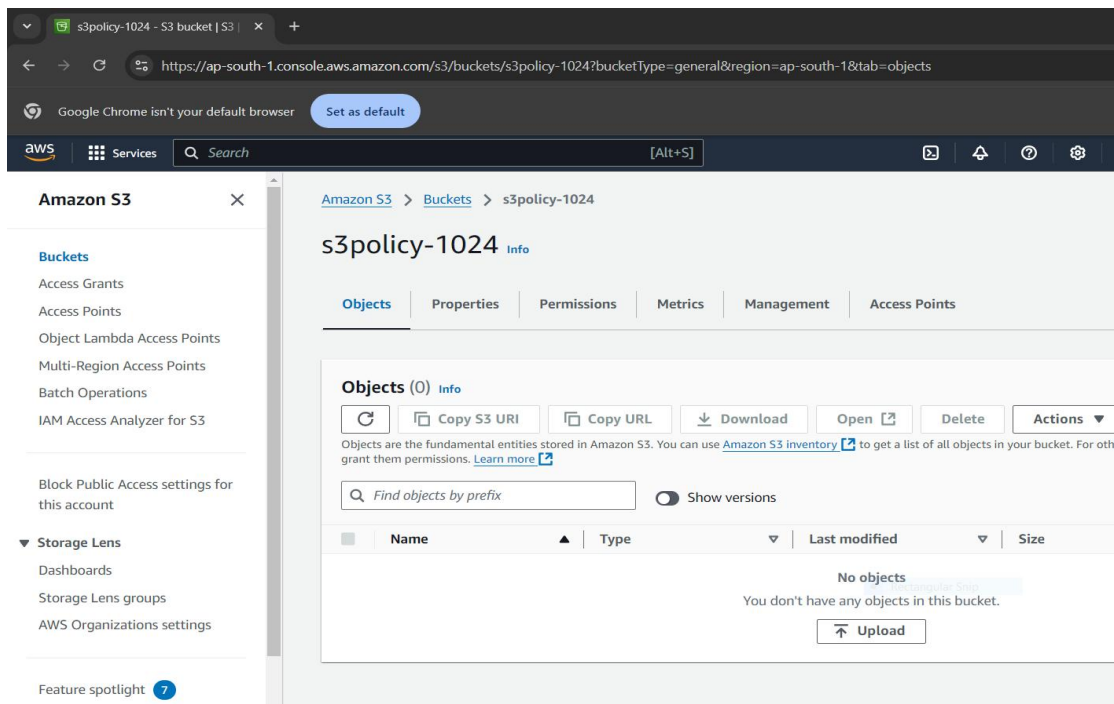 s3policy-1024 - S3 bucket | S3 |
https://ap-south-1.console.aws.amazon.com/s3/buckets/s3policy-1024?bucketType=general&region=ap-south-1&tab=objects
Google Chrome isn't your default browser Set as default
aws Services Search [Alt+S]
Amazon S3
Buckets
Access Grants
Access Points
Object Lambda Access Points
Multi-Region Access Points
Batch Operations
IAM Access Analyzer for S3
Block Public Access settings for
this account
Storage Lens
Dashboards
Storage Lens groups
AWS Organizations settings
Feature spotlight 7
Amazon S3 > Buckets > s3policy-1024
s3policy-1024 Info
Objects Properties Permissions Metrics Management Access Points
Objects (0) Info
Copy S3 URI Copy URL Download Open Delete Actions
Objects are the fundamental entities stored in Amazon S3. You can use Amazon S3 inventory to get a list of all objects in your bucket. For oth
grant them permissions. Learn more
Find objects by prefix Show versions
Name Type Last modified Size
No objects
Rectangular Snip
You don't have any objects in this bucket.
Upload